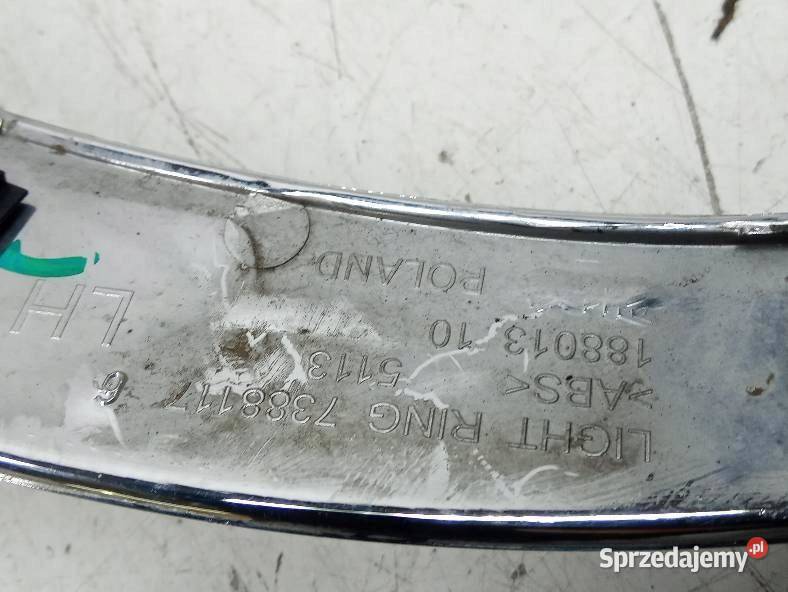 LIGHT RING 7388117
>ABS< 5113
188013 10
POLAND
LH
6
Sprzedajemy.pl